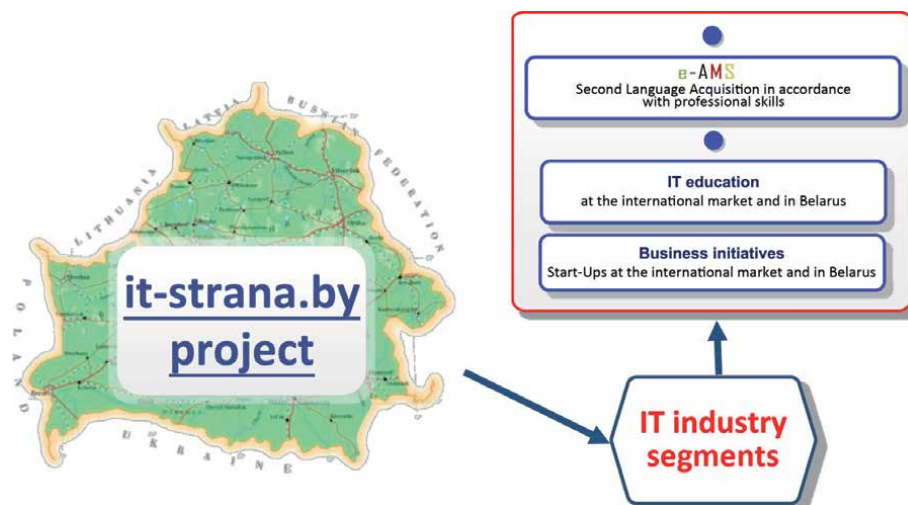 LITHUANIA
LATVIA
RUSSIA FEDERATION
POLAND
UKRAINE
it-strana.by
project
e-AMS
Second Language Acquisition in accordance
with professional skills
IT education
at the international market and in Belarus
Business initiatives
Start-Ups at the international market and in Belarus
IT industry
segments